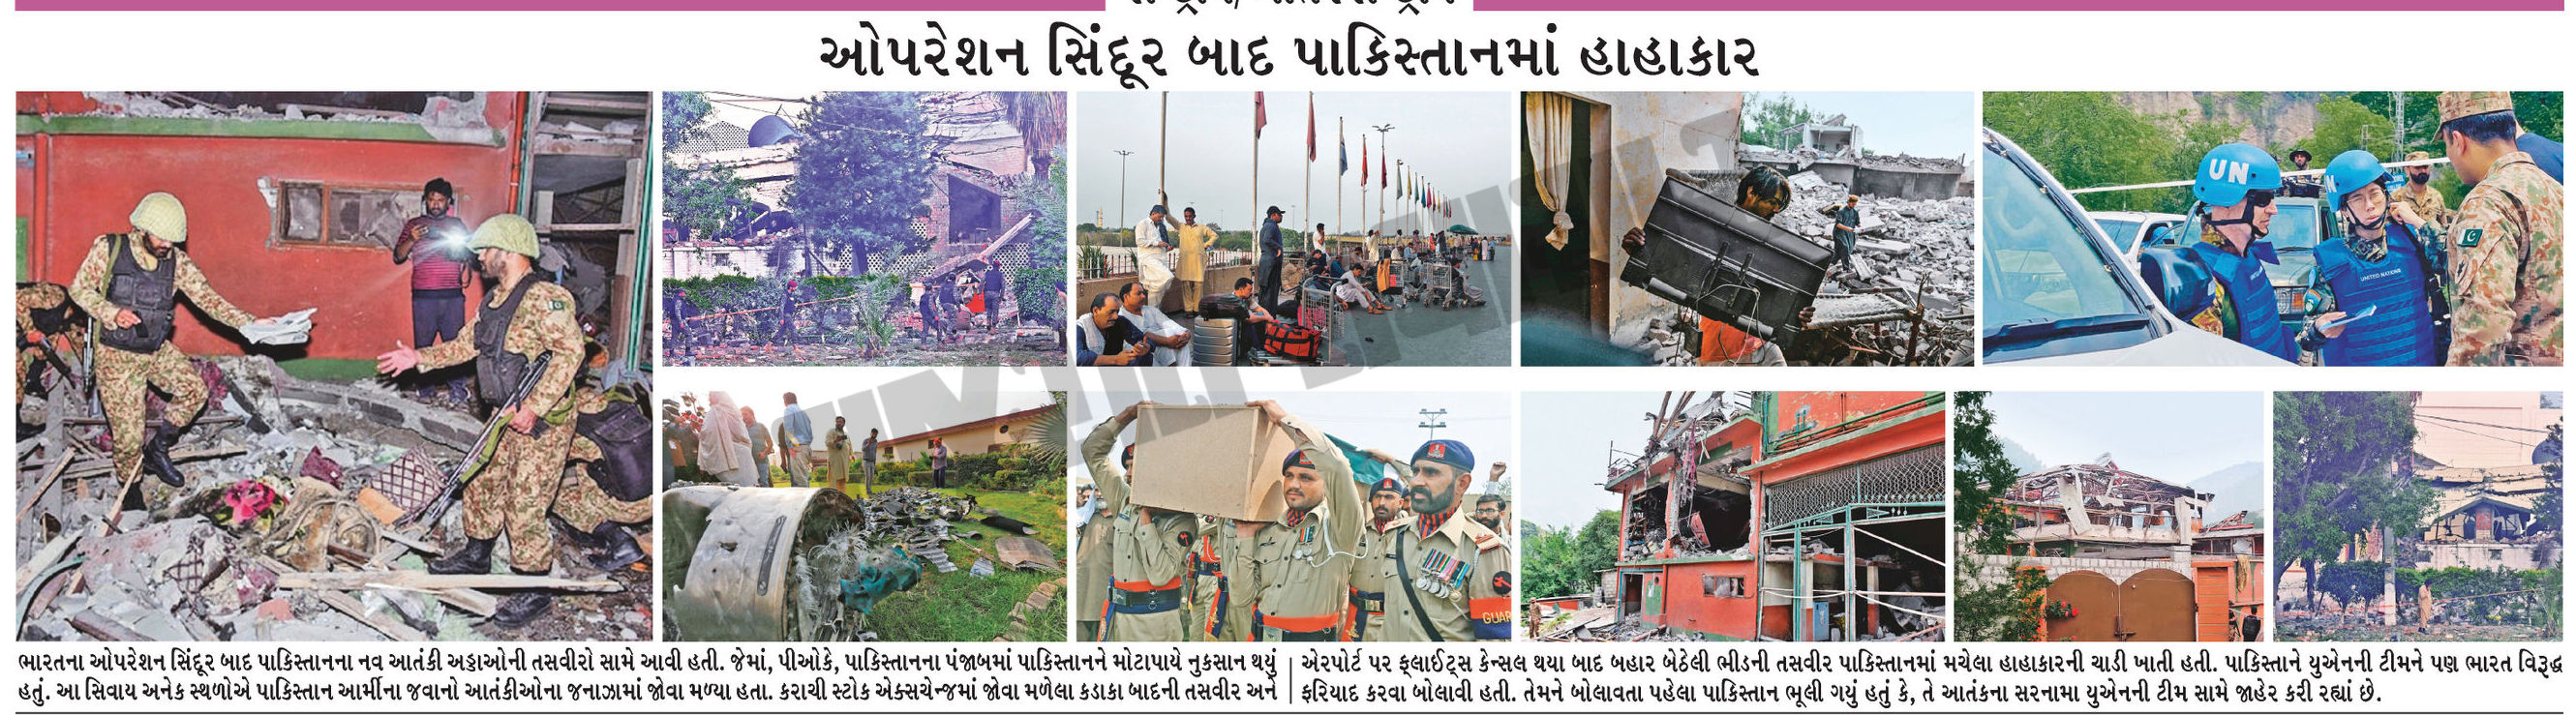 ઓપરેશન સિંદૂર બાદ પાકિસ્તાનમાં હાહાકાર
UN
UNITED NATIONS
GUAR
ભારતના ઓપરેશન સિંદૂર બાદ પાકિસ્તાનના નવ આતંકી અડ્ડાઓની તસવીરો સામે આવી હતી. જેમાં, પીઓકે, પાકિસ્તાનના પંજાબમાં પાકિસ્તાનને મોટાપાયે નુકસાન થયું
હતું. આ સિવાય અનેક સ્થળોએ પાકિસ્તાન આર્મીના જવાનો આતંકીઓના જનાઝામાં જોવા મળ્યા હતા. કરાચી સ્ટોક એક્સચેન્જમાં જોવા મળેલા કડાકા બાદની તસવીર અને
એરપોર્ટ પર ફ્લાઈટ્સ કેન્સલ થયા બાદ બહાર બેઠેલી ભીડની તસવીર પાકિસ્તાનમાં મચેલા હાહાકારની ચાડી ખાતી હતી. પાકિસ્તાને યુએનની ટીમને પણ ભારત વિરૂદ્ધ
ફરિયાદ કરવા બોલાવી હતી. તેમને બોલાવતા પહેલા પાકિસ્તાન ભૂલી ગયું હતું કે, તે આતંકના સરનામા યુએનની ટીમ સામે જાહેર કરી રહ્યાં છે.